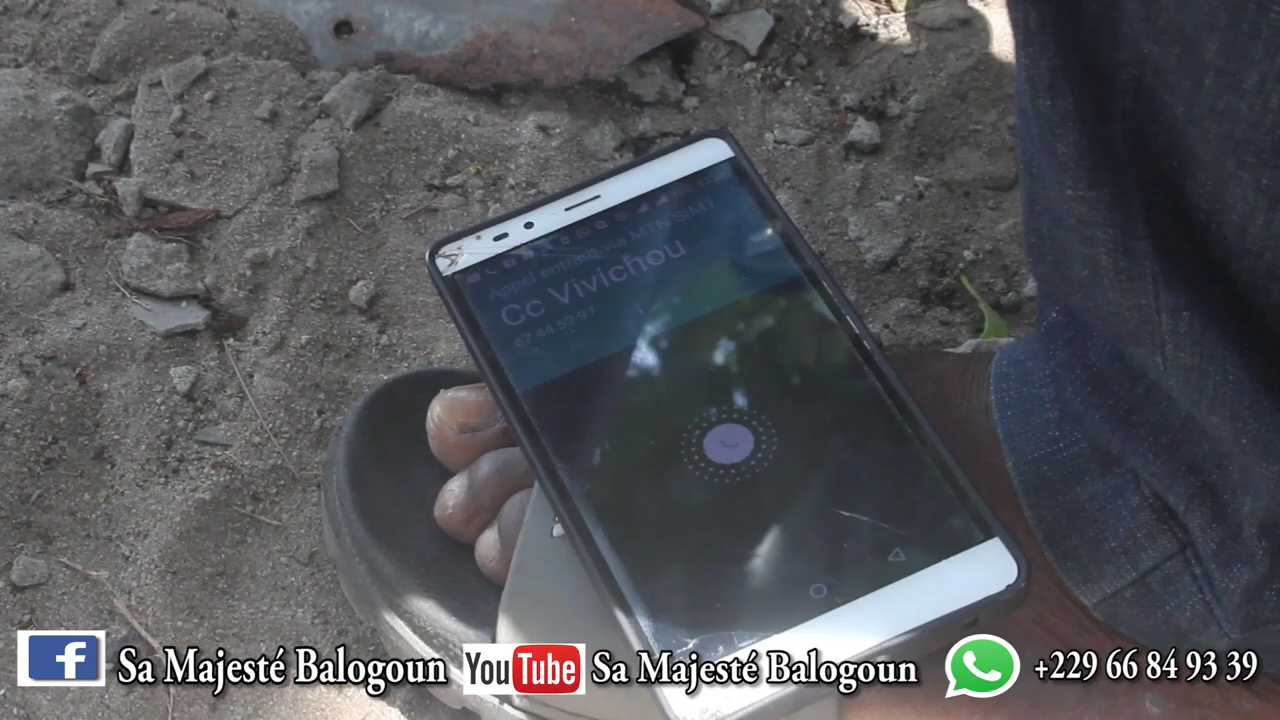 Appel entrant via MTN SIM1
Cc Vivichou
67 44 52 97
Sa Majesté Balogoun
YouTube Sa Majesté Balogoun
+229 66 84 93 39